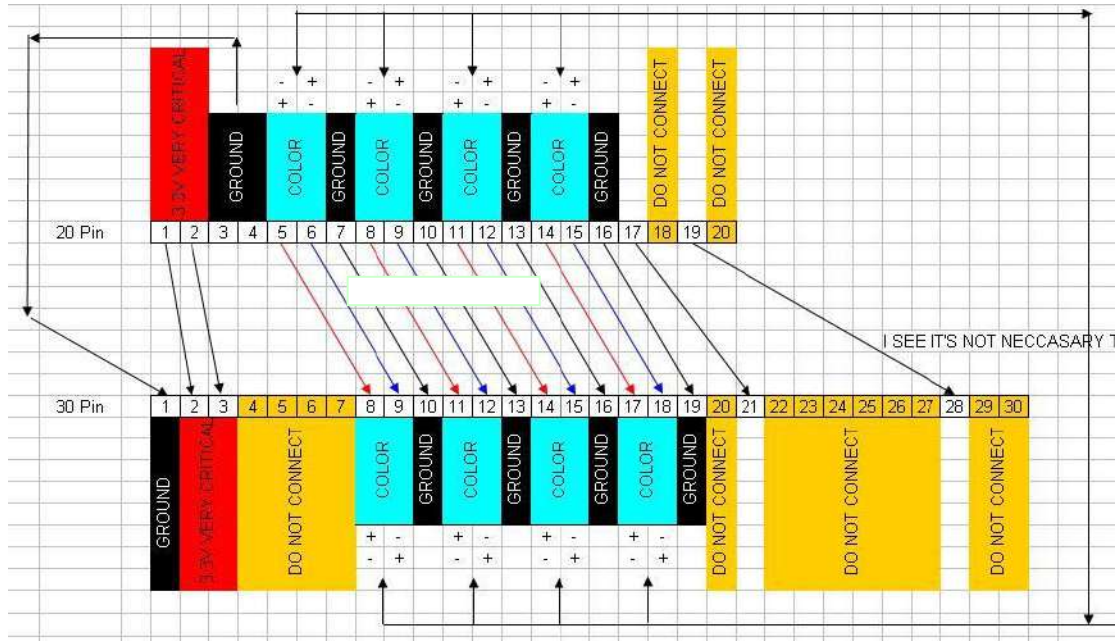 - + - + - + - +
+ - + - + - + -
3.3V VERY CRITICAL
GROUND
COLOR
GROUND
COLOR
GROUND
COLOR
GROUND
COLOR
GROUND
DO NOT CONNECT
DO NOT CONNECT
20 Pin 1 2 3 4 5 6 7 8 9 10 11 12 13 14 15 16 17 18 19 20
I SEE IT'S NOT NECCASARY T
30 Pin 1 2 3 4 5 6 7 8 9 10 11 12 13 14 15 16 17 18 19 20 21 22 23 24 25 26 27 28 29 30
GROUND
3.3V VERY CRITICAL
DO NOT CONNECT
COLOR
GROUND
COLOR
GROUND
COLOR
GROUND
COLOR
GROUND
DO NOT CONNECT
DO NOT CONNECT
DO NOT CONNECT
+ - + - + - + -
- + - + - + - +